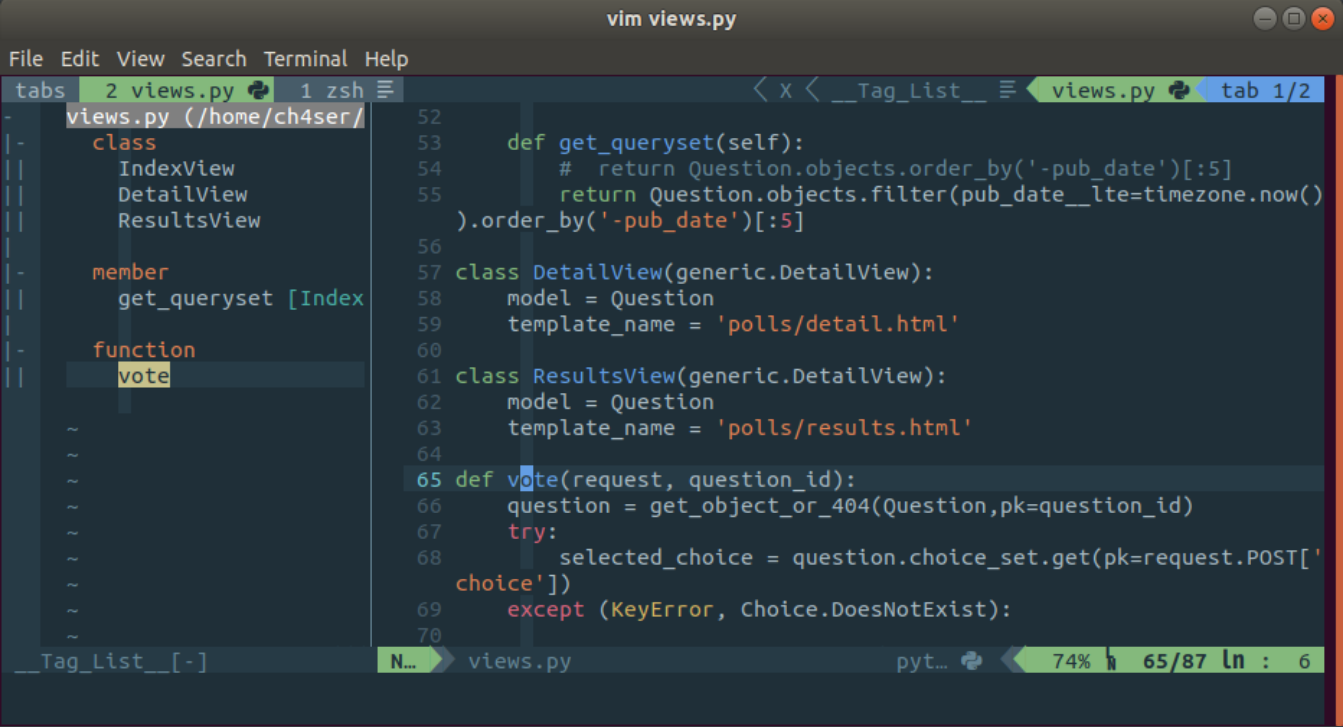 vim views.py
File Edit View Search Terminal Help
tabs 2 views.py 1 zsh X __Tag_List__ views.py tab 1/2
views.py (/home/ch4ser/
class
IndexView
DetailView
ResultsView
member
get_queryset [Index
function
vote
52
53 def get_queryset(self):
54 # return Question.objects.order_by('-pub_date')[:5]
55 return Question.objects.filter(pub_date__lte=timezone.now()
).order_by('-pub_date')[:5]
56
57 class DetailView(generic.DetailView):
58 model = Question
59 template_name = 'polls/detail.html'
60
61 class ResultsView(generic.DetailView):
62 model = Question
63 template_name = 'polls/results.html'
64
65 def vote(request, question_id):
66 question = get_object_or_404(Question,pk=question_id)
67 try:
68 selected_choice = question.choice_set.get(pk=request.POST['
choice'])
69 except (KeyError, Choice.DoesNotExist):
70
__Tag_List__[-] N… views.py pyt… 74% 65/87 ln : 6